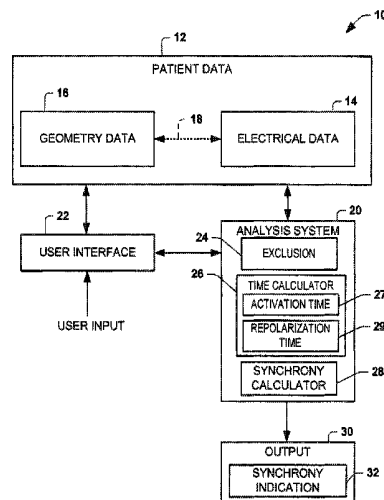 10
12
PATIENT DATA
16
14
GEOMETRY DATA
18
ELECTRICAL DATA
22
20
USER INTERFACE
ANALYSIS SYSTEM
24
EXCLUSION
26
TIME CALCULATOR
27
ACTIVATION TIME
29
REPOLARIZATION
TIME
USER INPUT
28
SYNCHRONY
CALCULATOR
30
OUTPUT
32
SYNCHRONY
INDICATION